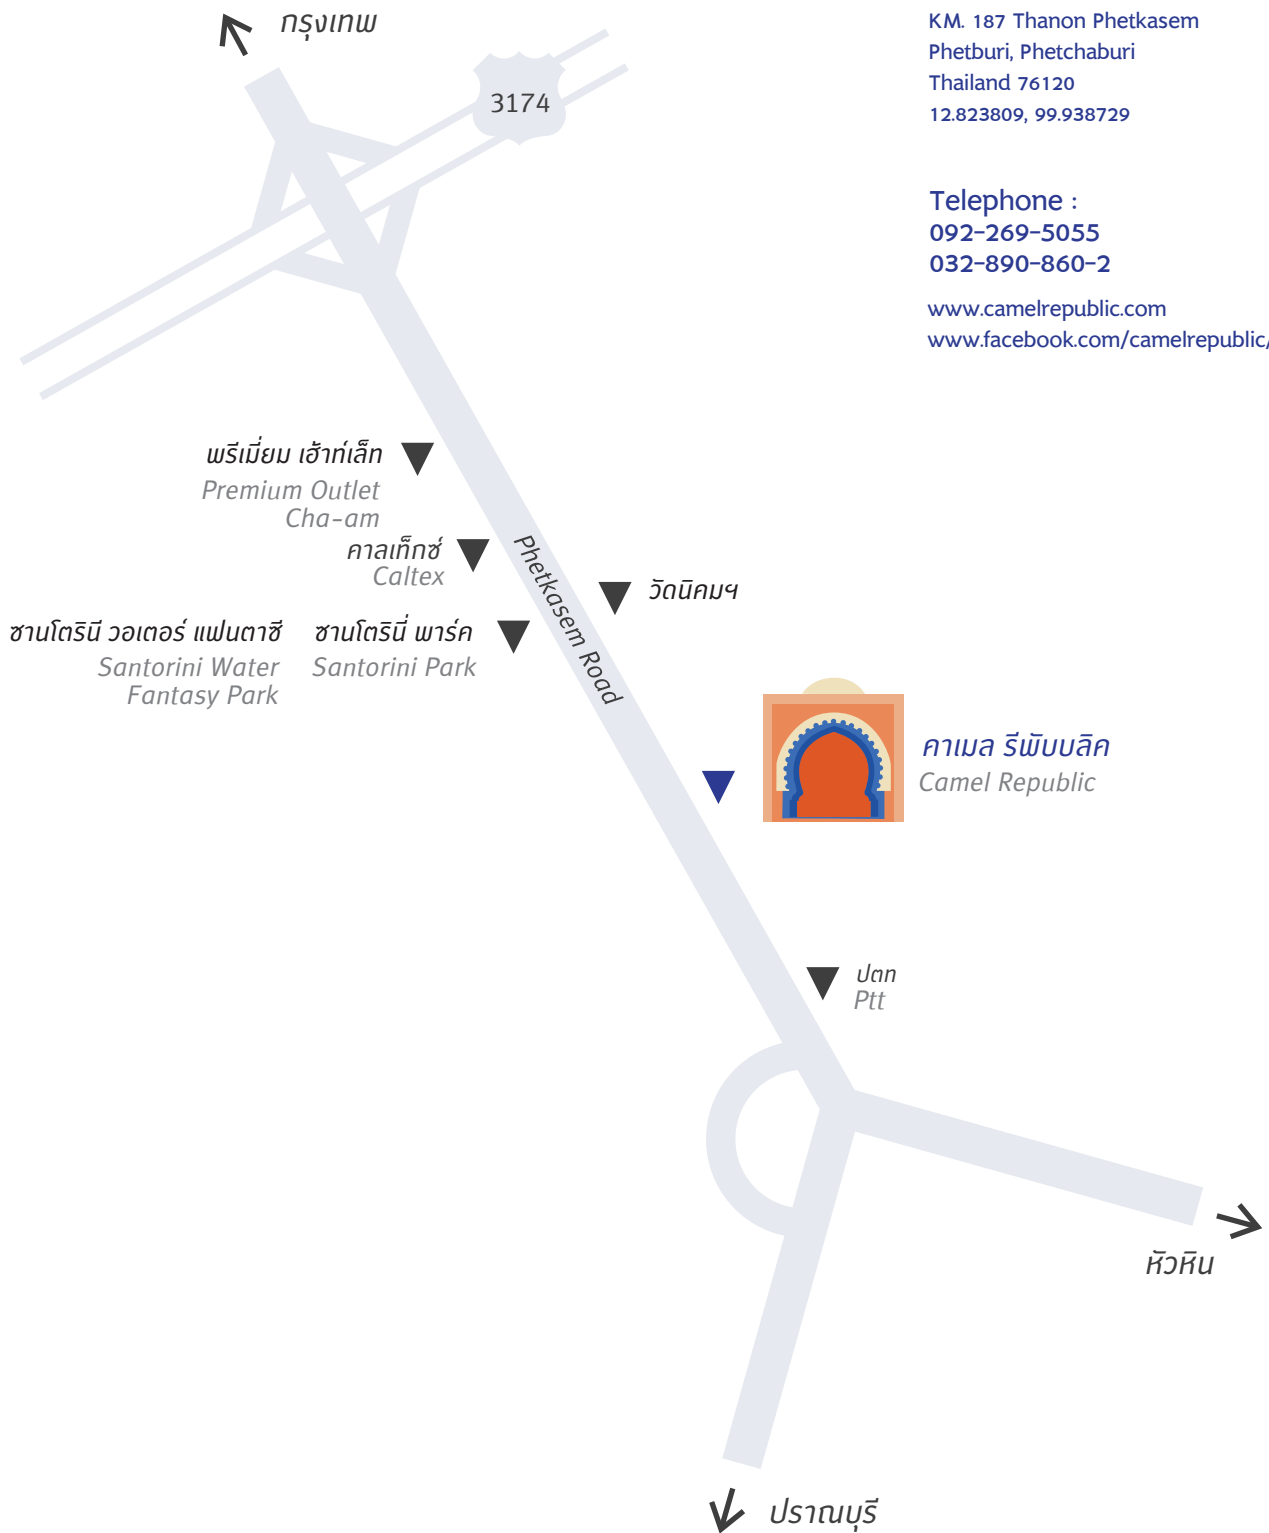 กรุงเทพ
KM. 187 Thanon Phetkasem
Phetburi, Phetchaburi
Thailand 76120
12.823809, 99.938729
3174
Telephone :
092-269-5055
032-890-860-2
www.camelrepublic.com
www.facebook.com/camelrepublic/
พรีเมี่ยม เฮ้าท์เล็ท
Premium Outlet
Cha-am
คาลเท็กซ์
Caltex
Phetkasem Road
วัดนิคมฯ
ซานโตรินี วอเตอร์ แฟนตาซี
Santorini Water
Fantasy Park
ซานโตรินี่ พาร์ค
Santorini Park
คาเมล รีพับบลิค
Camel Republic
ปตท
Ptt
หัวหิน
ปราณบุรี